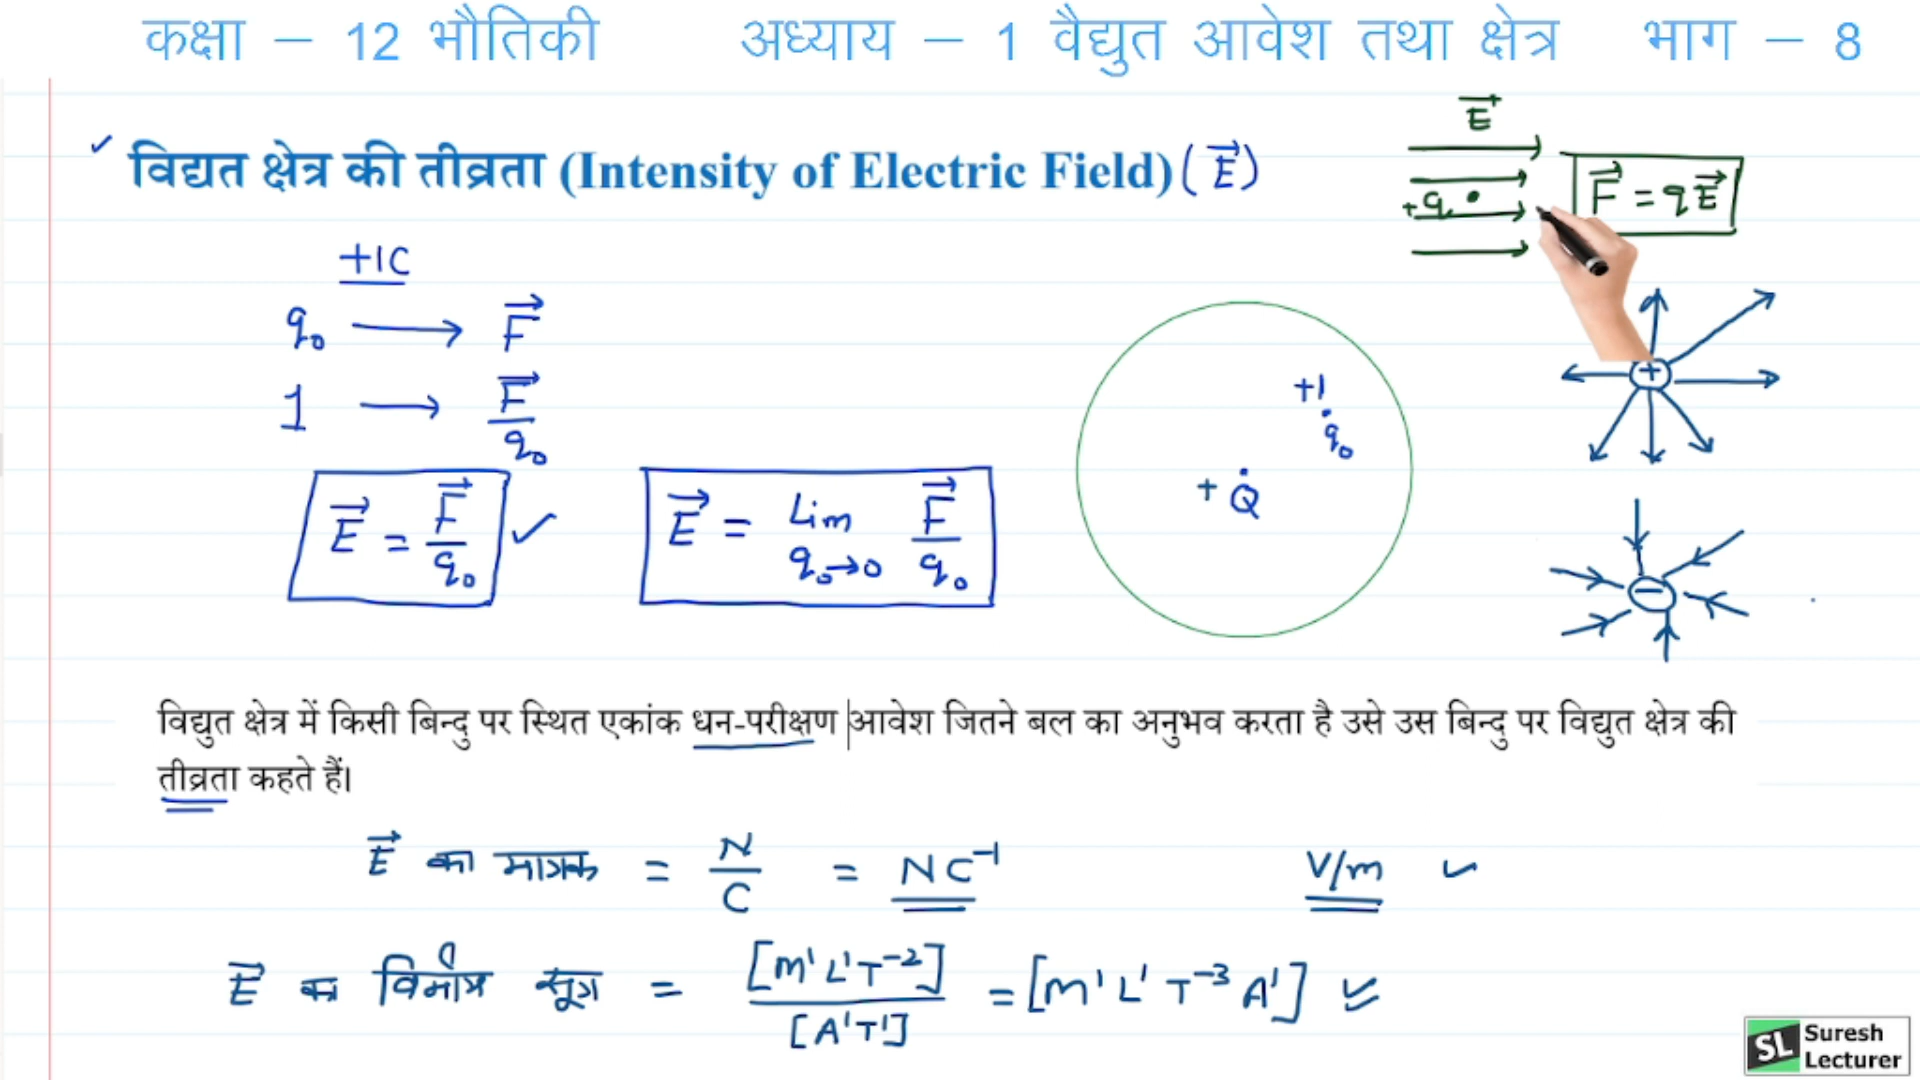 कक्षा – 12 भौतिकी अध्याय – 1 वैद्युत आवेश तथा क्षेत्र भाग – 8
विद्यत क्षेत्र की तीव्रता (Intensity of Electric Field) (E⃗)
E⃗
+q
F⃗ = qE⃗
+1C
q₀ ⟶ F⃗
1 ⟶ F⃗/q₀
E⃗ = F⃗/q₀ ✓
E⃗ = Lim q₀→0 F⃗/q₀
+1
q₀
+ Q
+
−
विद्युत क्षेत्र में किसी बिन्दु पर स्थित एकांक धन-परीक्षण आवेश जितने बल का अनुभव करता है उसे उस बिन्दु पर विद्युत क्षेत्र की
तीव्रता कहते हैं।
E⃗ का मात्रक = N/C = NC⁻¹ V/m
E⃗ का विमीय सूत्र = [M¹L¹T⁻²]/[A¹T¹] = [M¹L¹T⁻³A¹]
SL Suresh
Lecturer